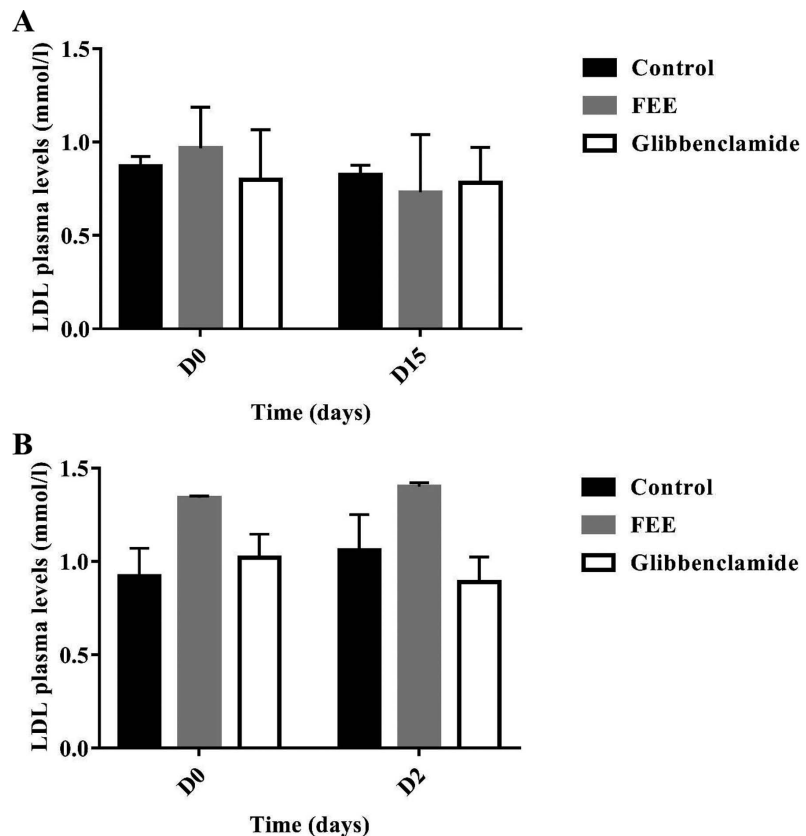 A
LDL plasma levels (mmol/l)
1.5
1.0
0.5
0.0
D0
D15
Time (days)
Control
FEE
Glibbenclamide
B
LDL plasma levels (mmol/l)
1.5
1.0
0.5
0.0
D0
D2
Time (days)
Control
FEE
Glibbenclamide